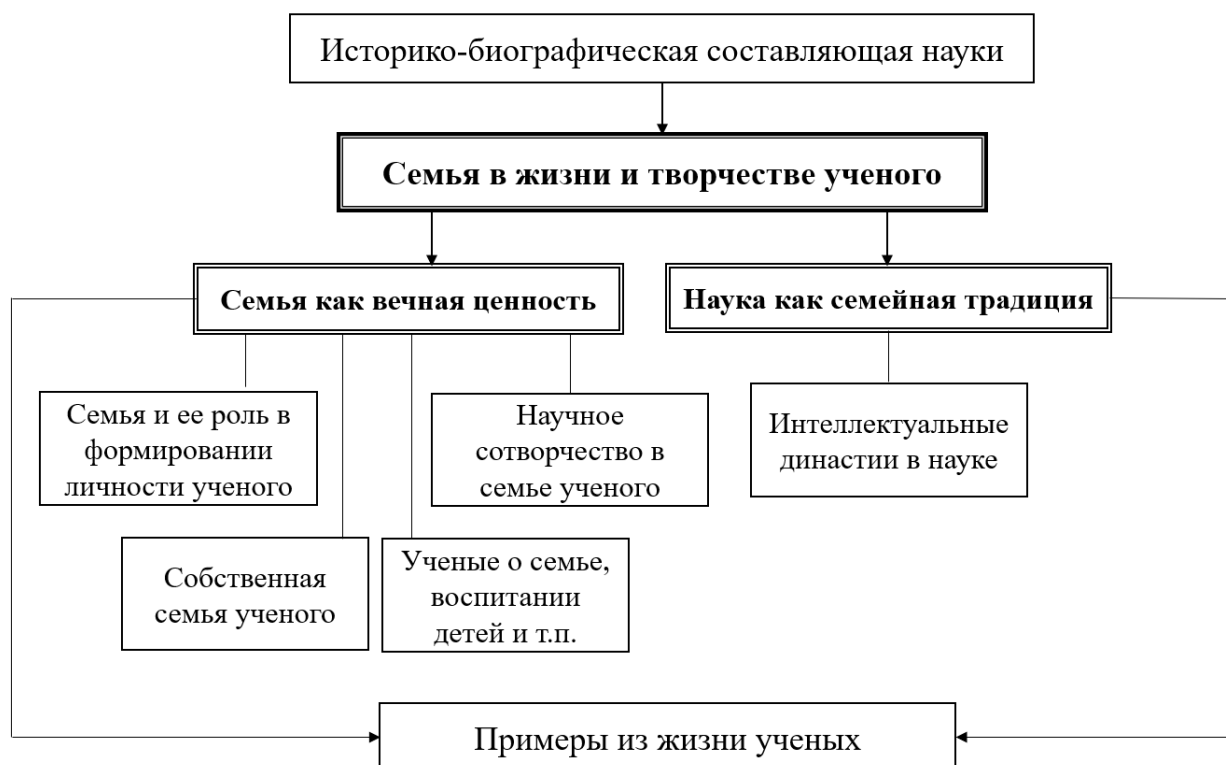 Историко-биографическая составляющая науки
Семья в жизни и творчестве ученого
Семья как вечная ценность
Наука как семейная традиция
Семья и ее роль в
формировании
личности ученого
Научное
сотворчество в
семье ученого
Интеллектуальные
династии в науке
Собственная
семья ученого
Ученые о семье,
воспитании
детей и т.п.
Примеры из жизни ученых